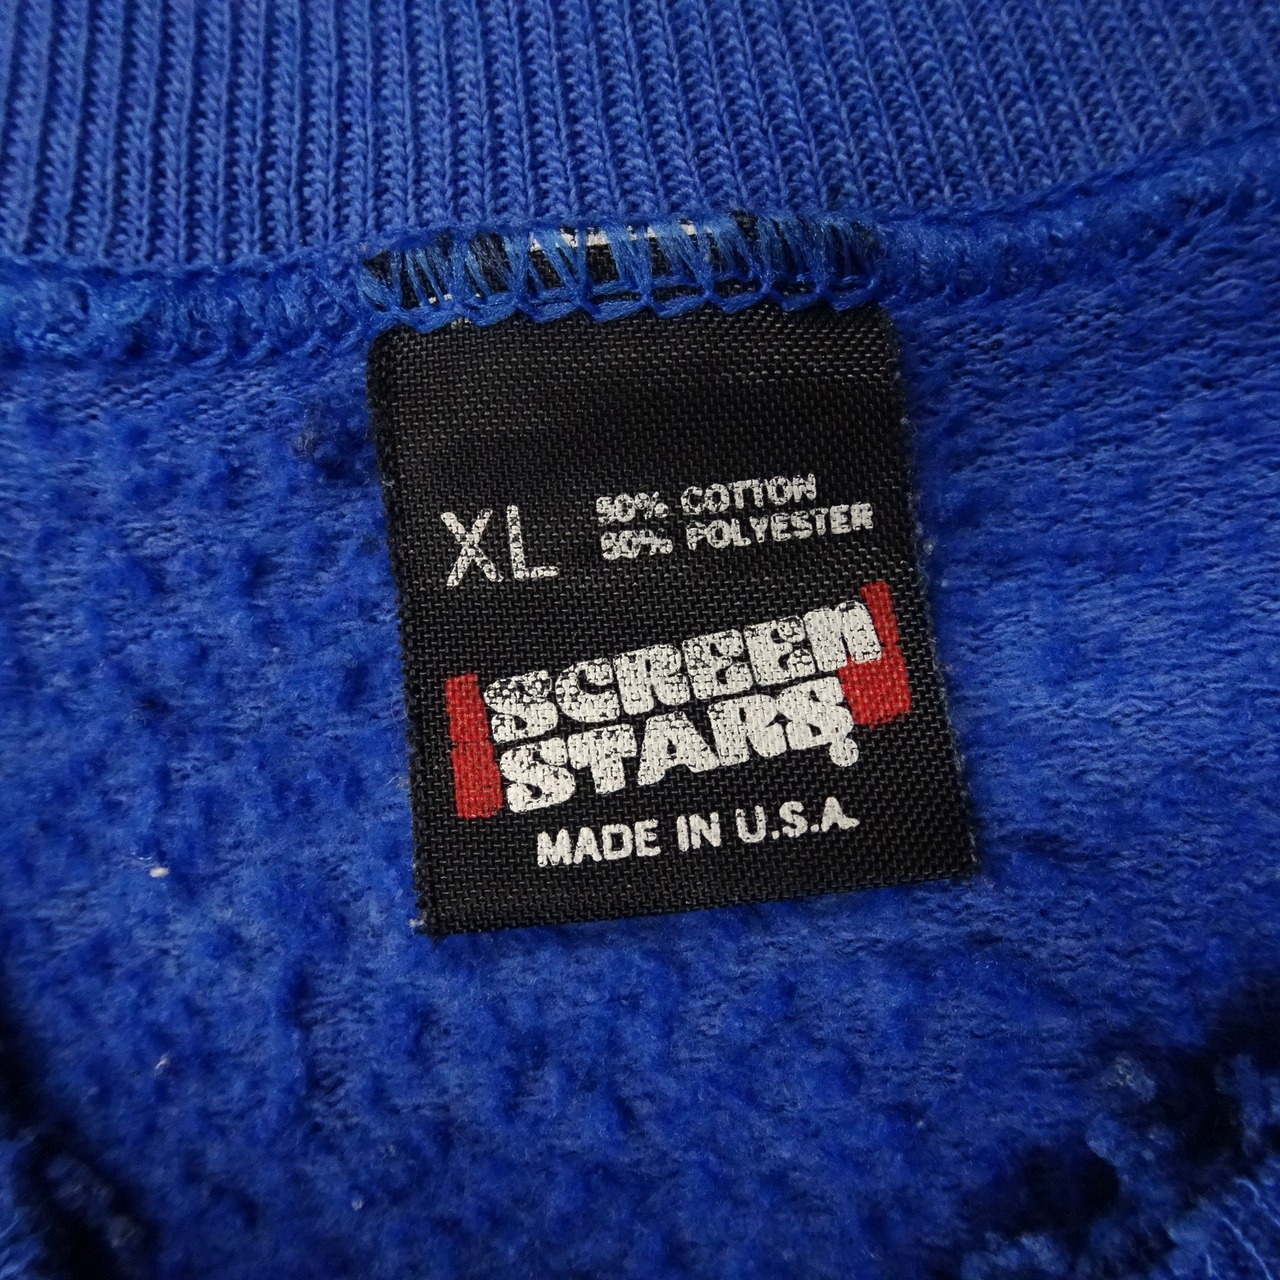 XL
50% COTTON
50% POLYESTER
SCREEN
STARS®
MADE IN U.S.A.